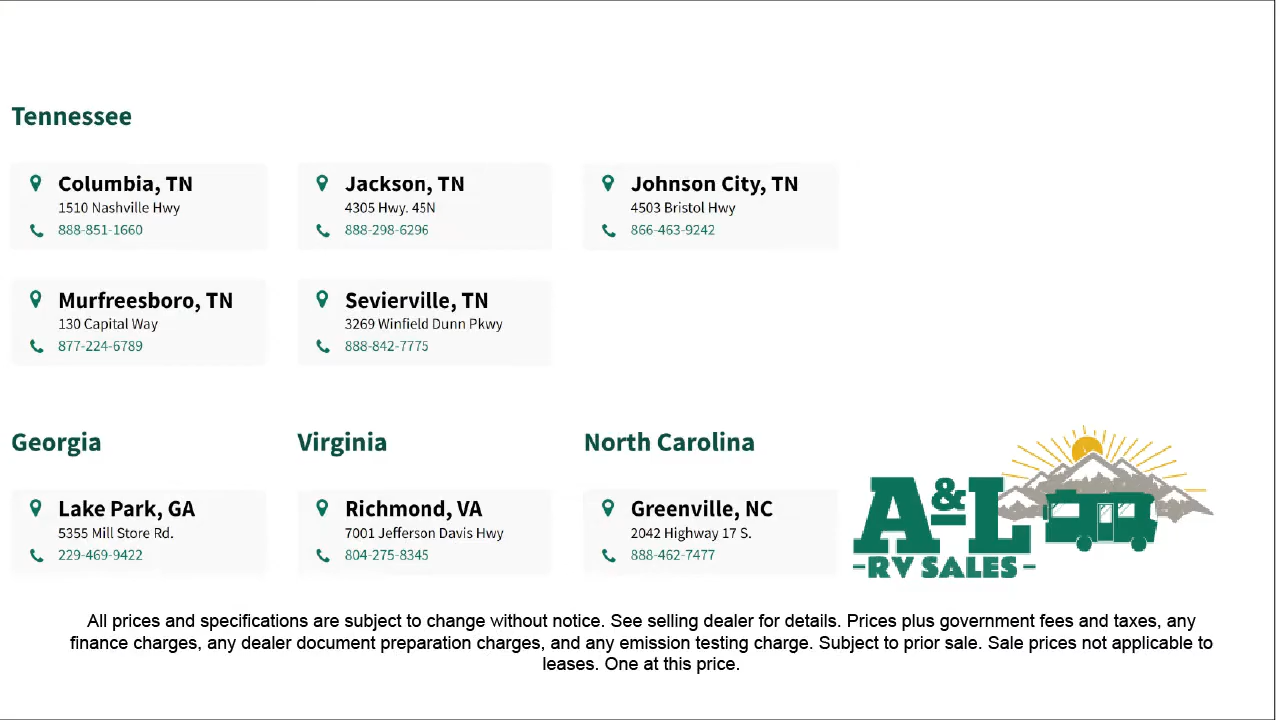 Tennessee
Columbia, TN
1510 Nashville Hwy
888-851-1660
Jackson, TN
4305 Hwy. 45N
888-298-6296
Johnson City, TN
4503 Bristol Hwy
866-463-9242
Murfreesboro, TN
130 Capital Way
877-224-6789
Sevierville, TN
3269 Winfield Dunn Pkwy
888-842-7775
Georgia
Lake Park, GA
5355 Mill Store Rd.
229-469-9422
Virginia
Richmond, VA
7001 Jefferson Davis Hwy
804-275-8345
North Carolina
Greenville, NC
2042 Highway 17 S.
888-462-7477
A&L
-RV SALES-
All prices and specifications are subject to change without notice. See selling dealer for details. Prices plus government fees and taxes, any
finance charges, any dealer document preparation charges, and any emission testing charge. Subject to prior sale. Sale prices not applicable to
leases. One at this price.